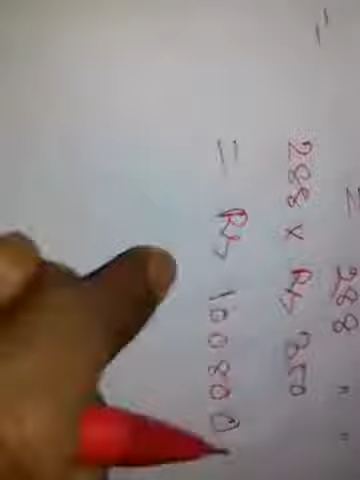 = 288 " "
288 x Rs 350
= Rs 100800